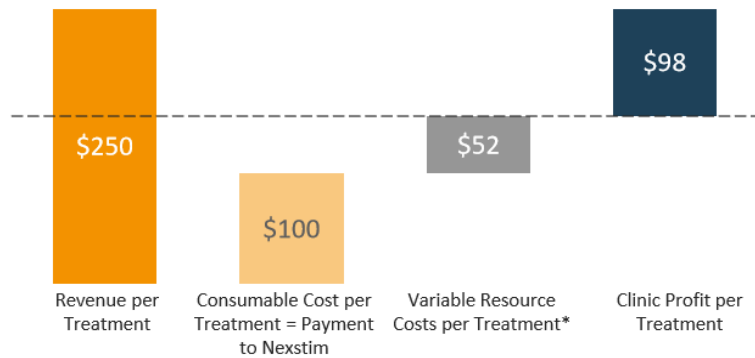 $98
$250
$52
$100
Revenue per
Treatment
Consumable Cost per
Treatment = Payment
to Nexstim
Variable Resource
Costs per Treatment*
Clinic Profit per
Treatment